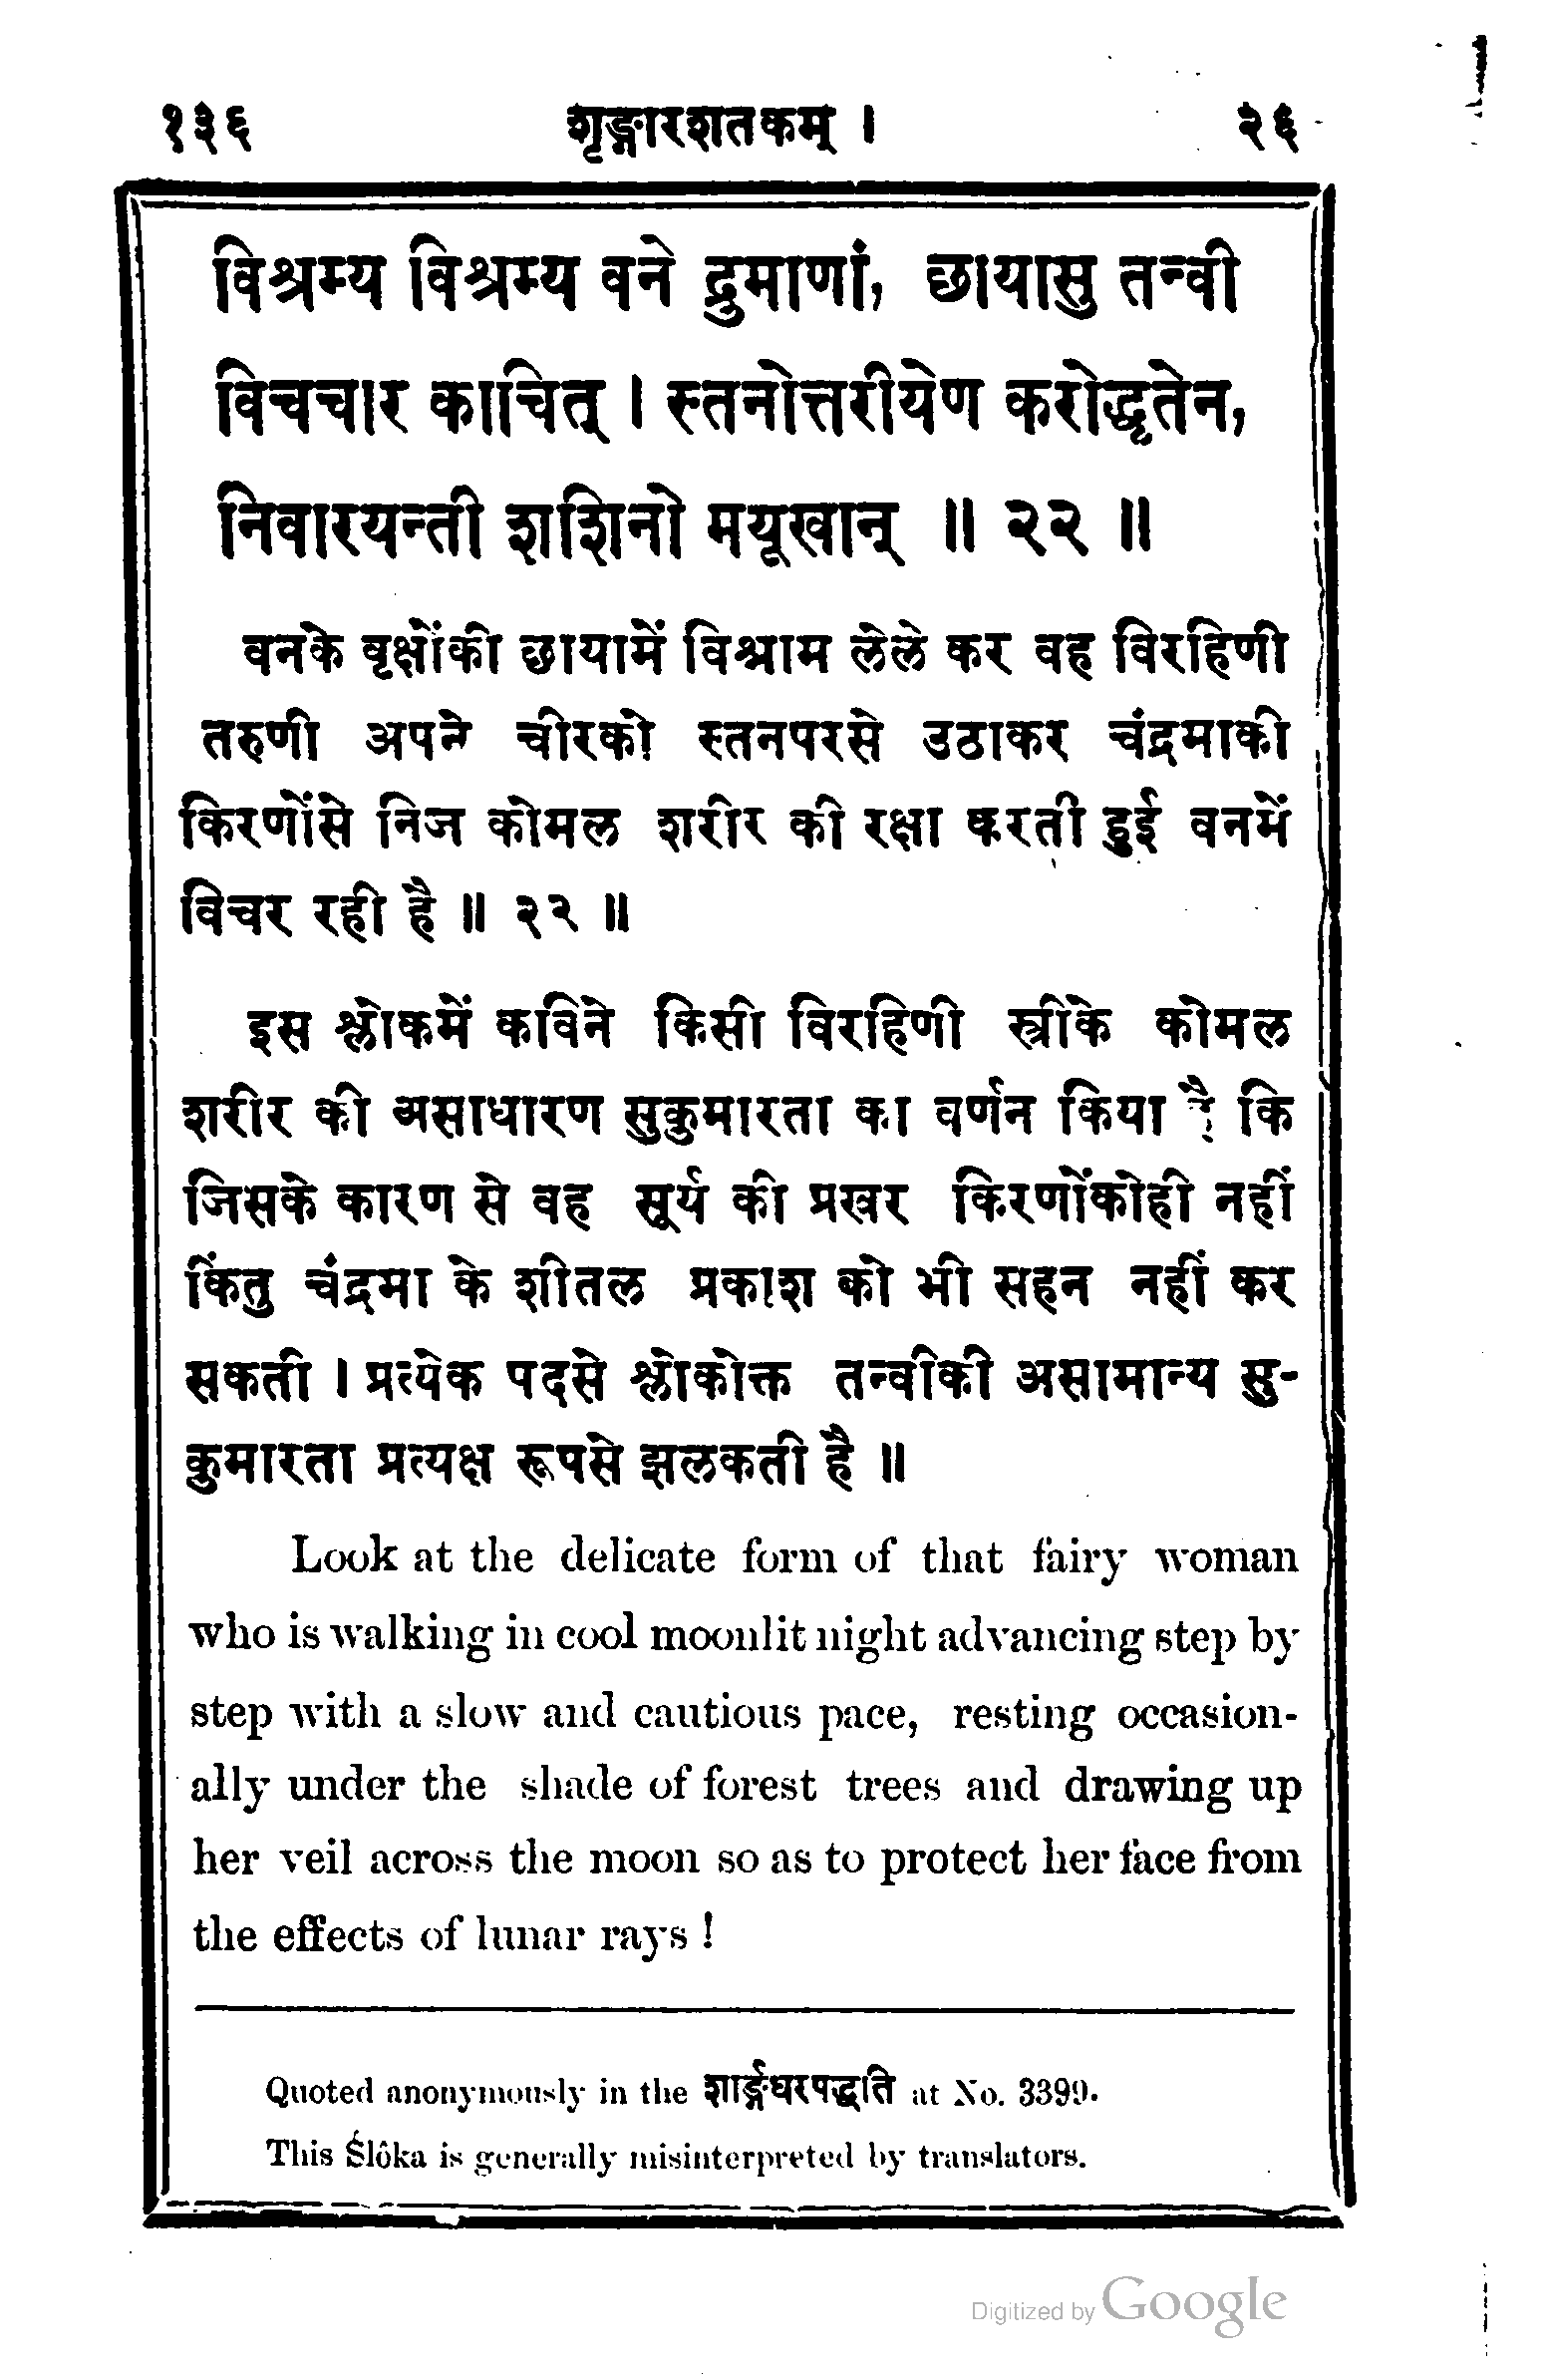 १३६ शृङ्गारशतकम् । २६
विश्रम्य विश्रम्य वने द्रुमाणां, छायासु तन्वी
विचचार काचित् । स्तनोत्तरीयेण करोद्धृतेन,
निवारयन्ती शशिनो मयूखान् ॥ २२ ॥
वनके वृक्षोंकी छायामें विश्राम लेले कर वह विरहिणी
तरुणी अपने चीरको स्तनपरसे उठाकर चंद्रमाकी
किरणोंसे निज कोमल शरीर की रक्षा करती हुई वनमें
विचर रही है ॥ २२ ॥
इस श्लोकमें कविने किसी विरहिणी स्त्रीके कोमल
शरीर की असाधारण सुकुमारता का वर्णन किया है कि
जिसके कारण से वह सूर्य की प्रखर किरणोंकोही नहीं
किंतु चंद्रमा के शीतल प्रकाश को भी सहन नहीं कर
सकती । प्रत्येक पदसे श्लोकोक्त तन्वीकी असामान्य सु-
कुमारता प्रत्यक्ष रूपसे झलकती है ॥
Look at the delicate form of that fairy woman
who is walking in cool moonlit night advancing step by
step with a slow and cautious pace, resting occasion-
ally under the shade of forest trees and drawing up
her veil across the moon so as to protect her face from
the effects of lunar rays !
Quoted anonymously in the शार्ङ्गधरपद्धति at No. 3399.
This Ślôka is generally misinterpreted by translators.
Digitized by Google